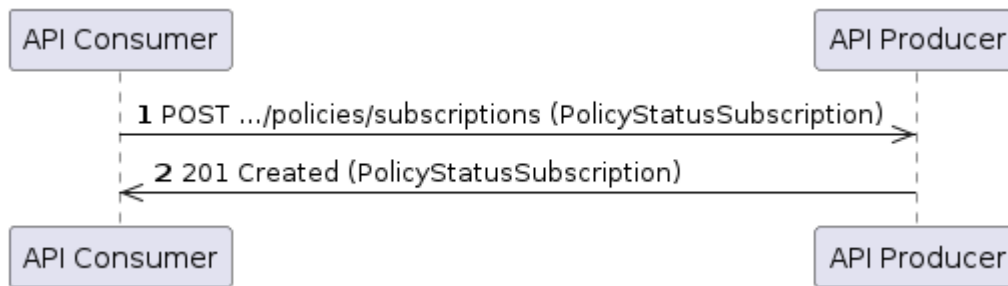 API Consumer
API Producer
1 POST .../policies/subscriptions (PolicyStatusSubscription)
2 201 Created (PolicyStatusSubscription)
API Consumer
API Producer